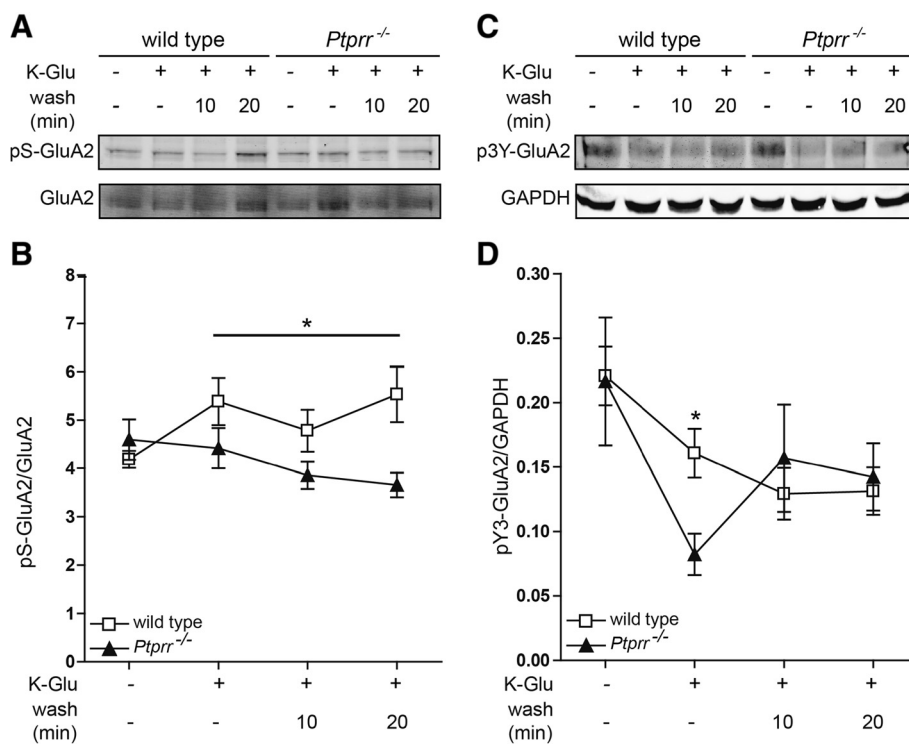 A
wild type Ptprr -/-
K-Glu - + + + - + + +
wash (min) - - 10 20 - - 10 20
pS-GluA2
GluA2
B
8
7
6
5
4
3
2
1
0
pS-GluA2/GluA2
*
wild type
Ptprr -/-
K-Glu - + + +
wash (min) - - 10 20
C
wild type Ptprr -/-
K-Glu - + + + - + + +
wash (min) - - 10 20 - - 10 20
p3Y-GluA2
GAPDH
D
0.30
0.25
0.20
0.15
0.10
0.05
0.00
pY3-GluA2/GAPDH
*
wild type
Ptprr -/-
K-Glu - + + +
wash (min) - - 10 20